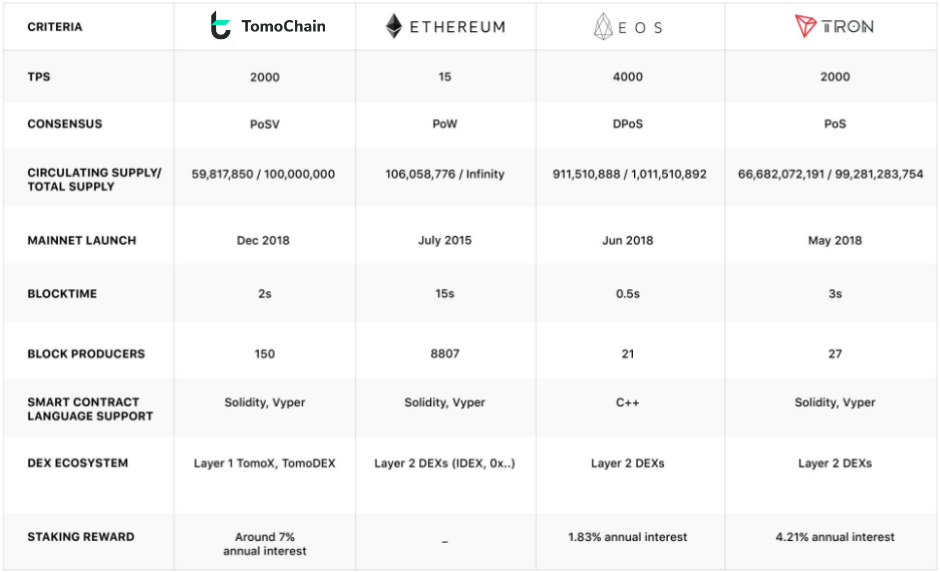 CRITERIA TomoChain ETHEREUM EOS TRON
TPS 2000 15 4000 2000
CONSENSUS PoSV PoW DPoS PoS
CIRCULATING SUPPLY/ 59,817,850 / 100,000,000 106,058,776 / Infinity 911,510,888 / 1,011,510,892 66,682,072,191 / 99,281,283,754
TOTAL SUPPLY
MAINNET LAUNCH Dec 2018 July 2015 Jun 2018 May 2018
BLOCKTIME 2s 15s 0.5s 3s
BLOCK PRODUCERS 150 8807 21 27
SMART CONTRACT Solidity, Vyper Solidity, Vyper C++ Solidity, Vyper
LANGUAGE SUPPORT
DEX ECOSYSTEM Layer 1 TomoX, TomoDEX Layer 2 DEXs (IDEX, 0x..) Layer 2 DEXs Layer 2 DEXs
STAKING REWARD Around 7% – 1.83% annual interest 4.21% annual interest
annual interest